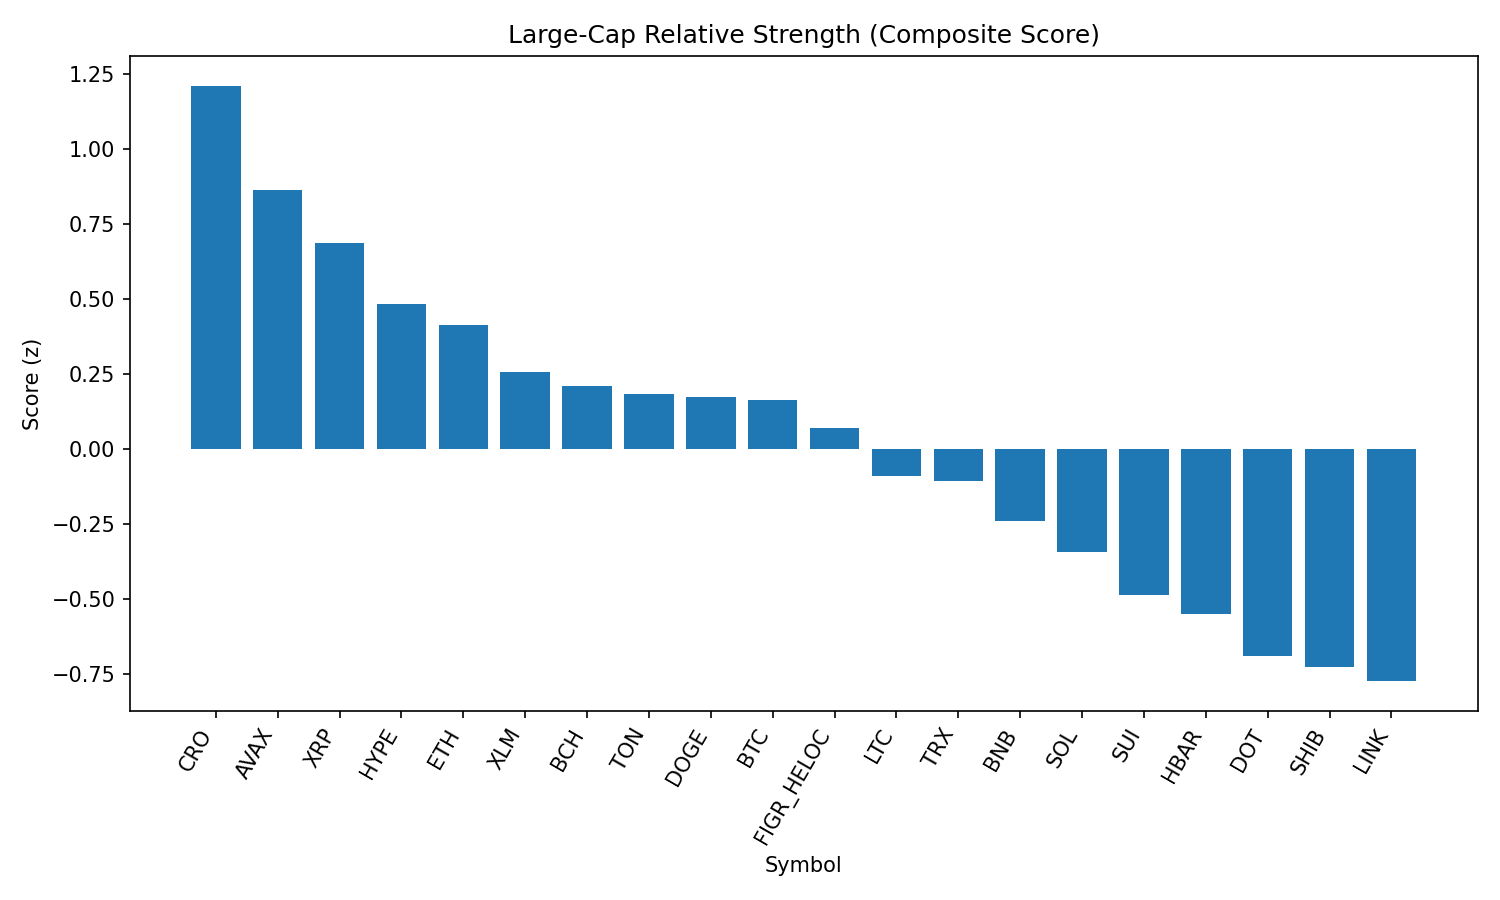 Large-Cap Relative Strength (Composite Score)
1.25
1.00
0.75
0.50
0.25
0.00
−0.25
−0.50
−0.75
Score (z)
CRO
AVAX
XRP
HYPE
ETH
XLM
BCH
TON
DOGE
BTC
FIGR_HELOC
LTC
TRX
BNB
SOL
SUI
HBAR
DOT
SHIB
LINK
Symbol